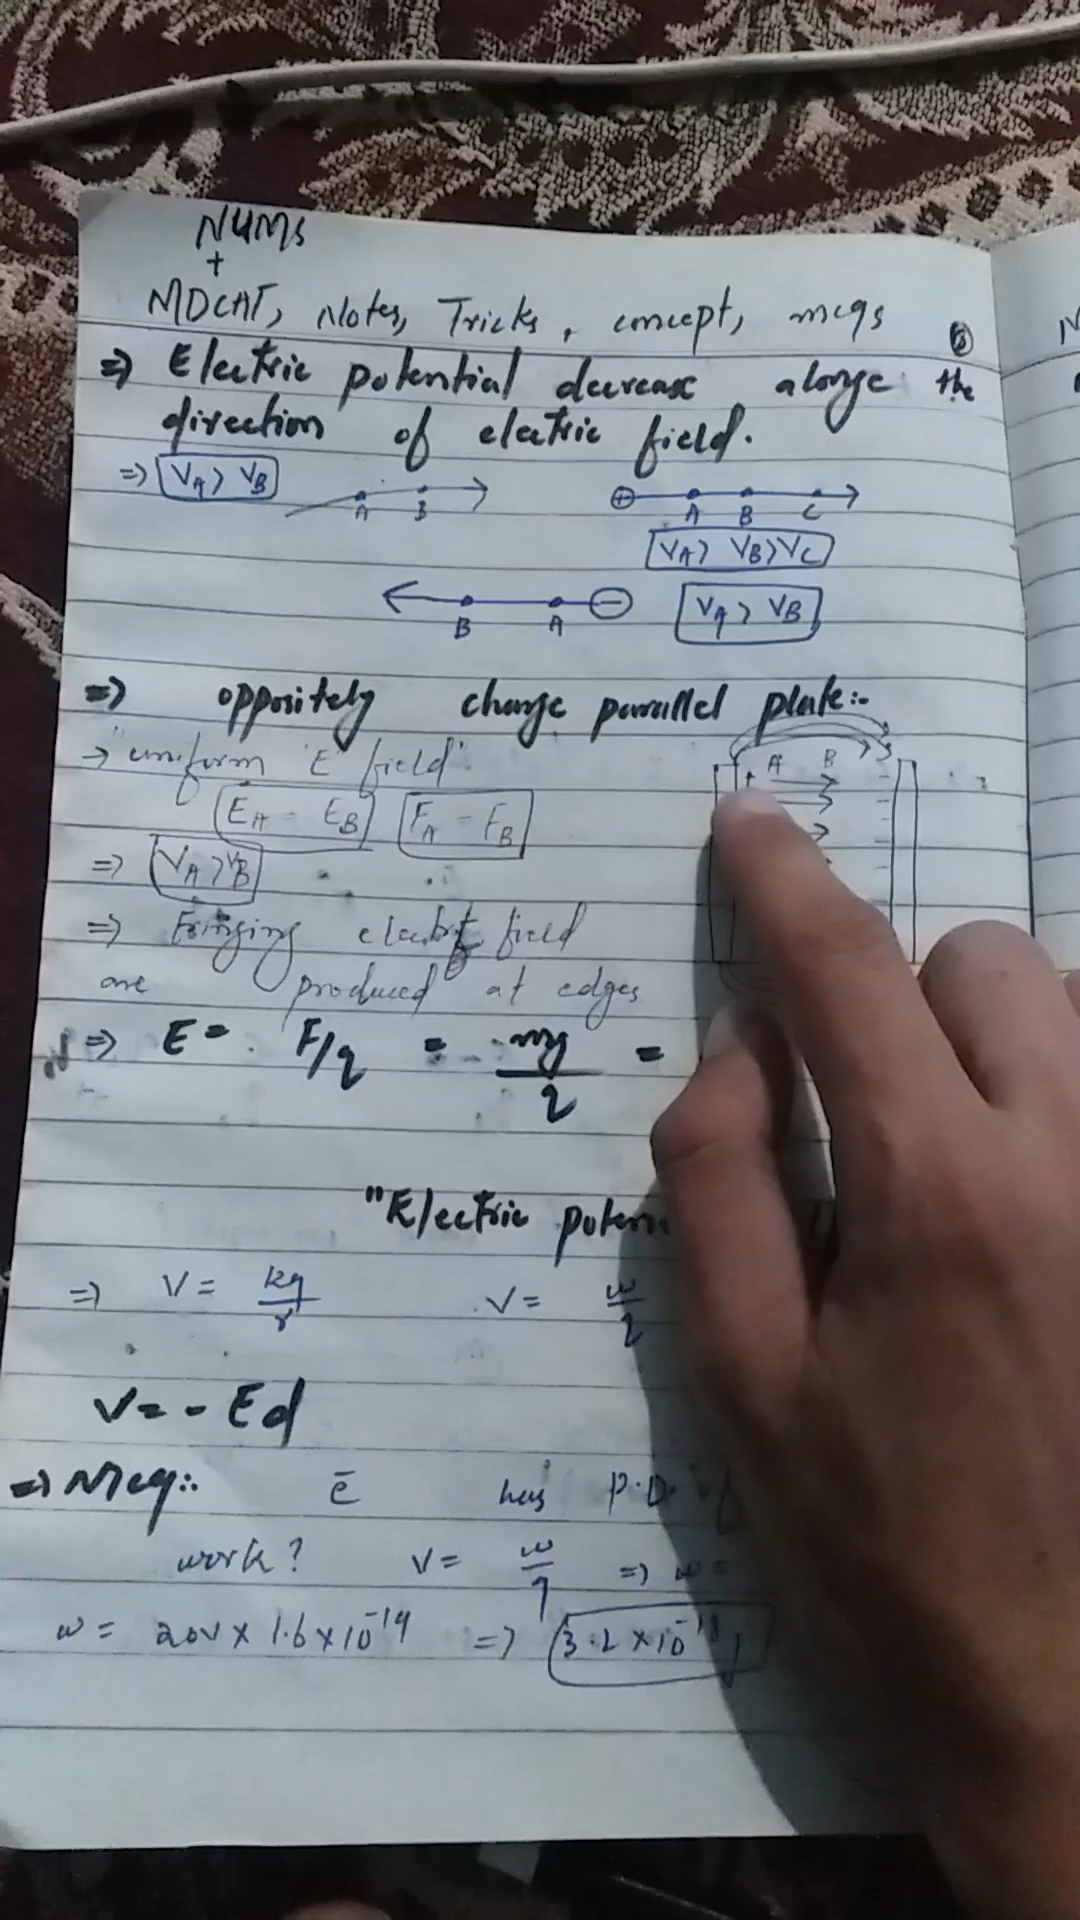 NUMS
+
MDCAT, Notes, Tricks, concept, mcqs
⇒ Electric potential decrease alonge the
direction of electric field.
⇒ VA > VB
A B
⊕ A B C
VA > VB > VC
B A ⊖
VA > VB
⇒ oppositely charge parallel plate:-
→ "uniform 'E' field"
A B
EA = EB FA = FB
⇒ VA > VB
⇒ Fringing electric field
are produced at edges
⇒ E = F/q = mg/q =
"Electric poten
⇒ V = kq/r V = w/q
V = - Ed
⇒ Mcq:: ē has P.D. of
work? V = w/q ⇒ w =
w = 20v × 1.6×10⁻¹⁹ ⇒ 3.2 × 10⁻¹⁸ J